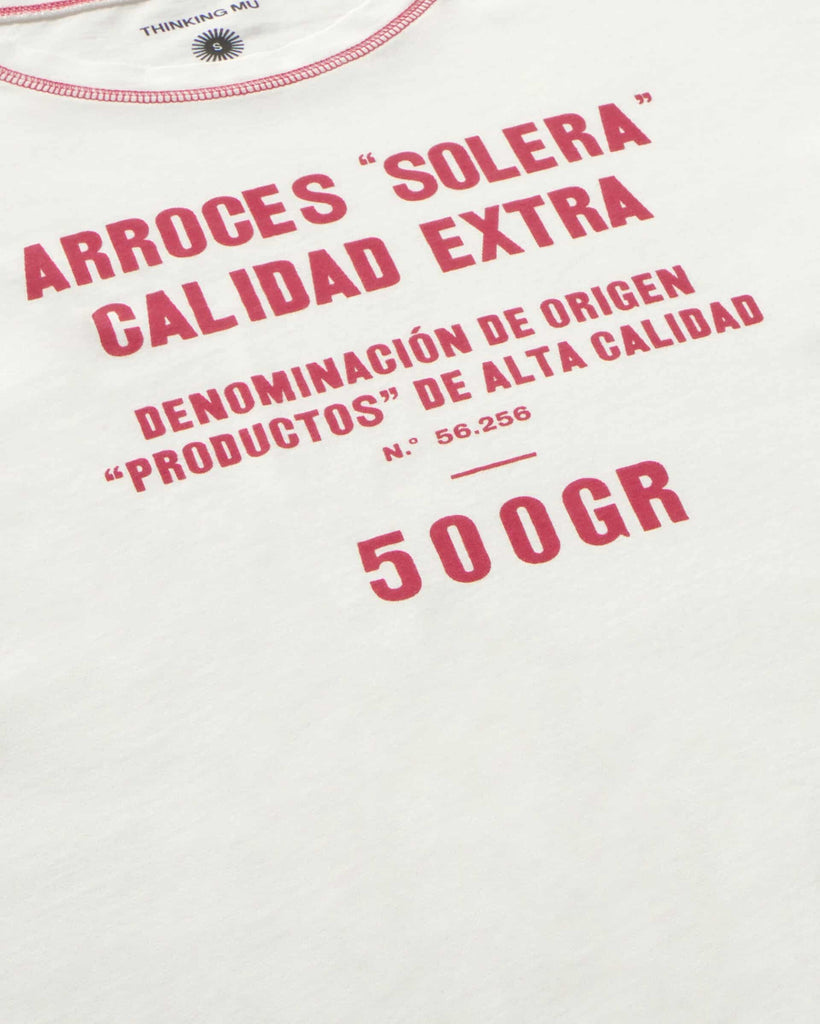 THINKING MU
S
ARROCES “SOLERA”
CALIDAD EXTRA
DENOMINACIÓN DE ORIGEN
“PRODUCTOS” DE ALTA CALIDAD
N.º 56.256
500GR